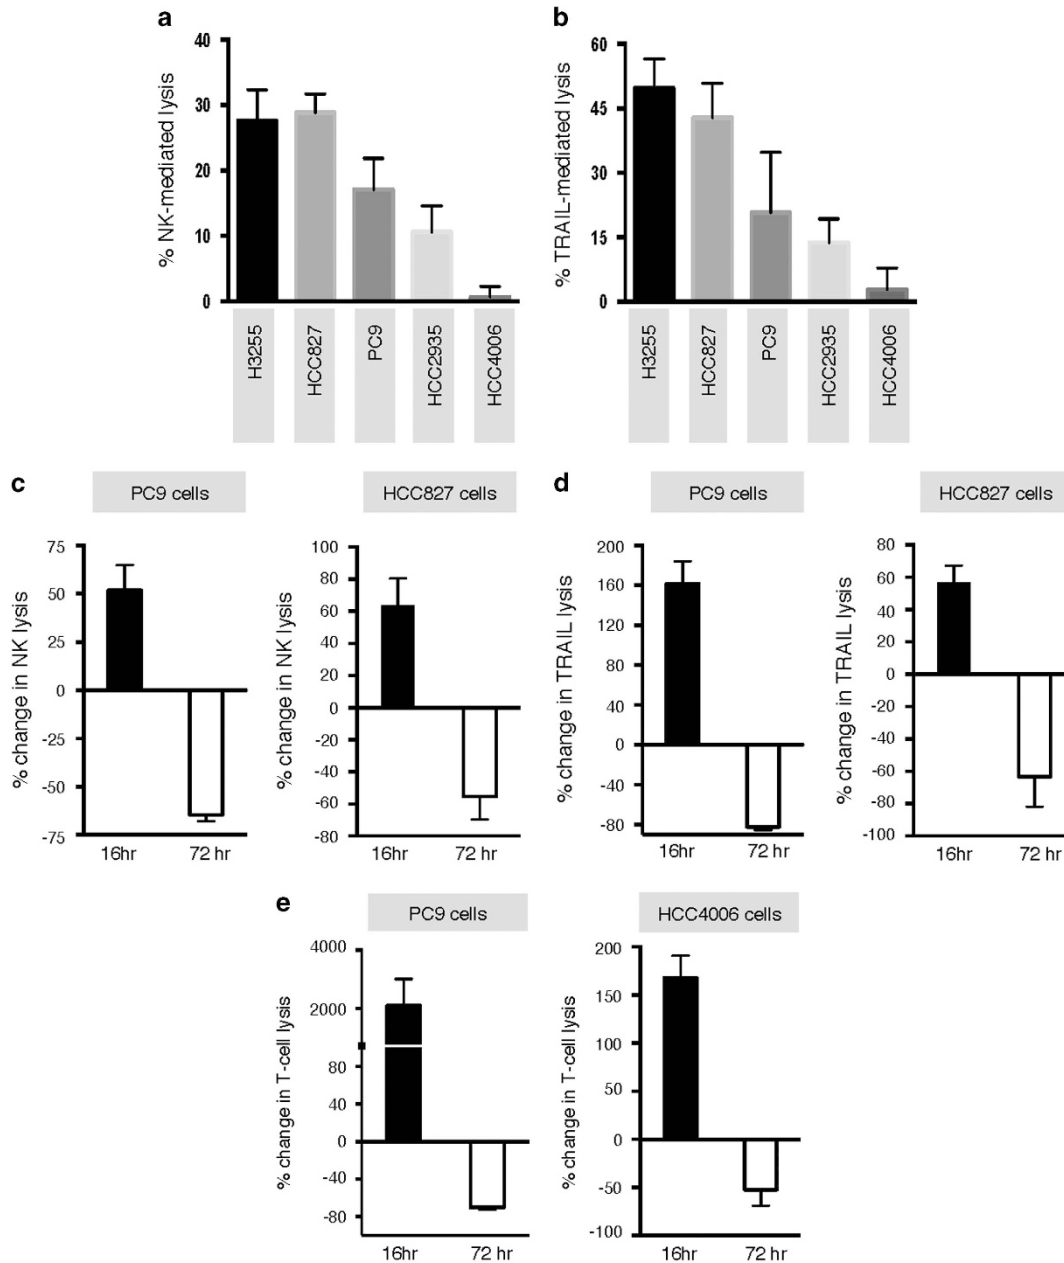 a
% NK-mediated lysis
40
30
20
10
0
H3255
HCC827
PC9
HCC2935
HCC4006
b
% TRAIL-mediated lysis
60
45
30
15
0
H3255
HCC827
PC9
HCC2935
HCC4006
c
PC9 cells
% change in NK lysis
75
50
25
0
-25
-50
-75
16hr 72 hr
HCC827 cells
% change in NK lysis
100
80
60
40
20
0
-20
-40
-60
-80
16hr 72 hr
d
PC9 cells
% change in TRAIL lysis
200
160
120
80
40
0
-40
-80
16hr 72 hr
HCC827 cells
% change in TRAIL lysis
80
60
40
20
0
-20
-40
-60
-80
-100
16hr 72 hr
e
PC9 cells
% change in T-cell lysis
4000
2000
80
40
0
-40
-80
16hr 72 hr
HCC4006 cells
% change in T-cell lysis
200
150
100
50
0
-50
-100
16hr 72 hr